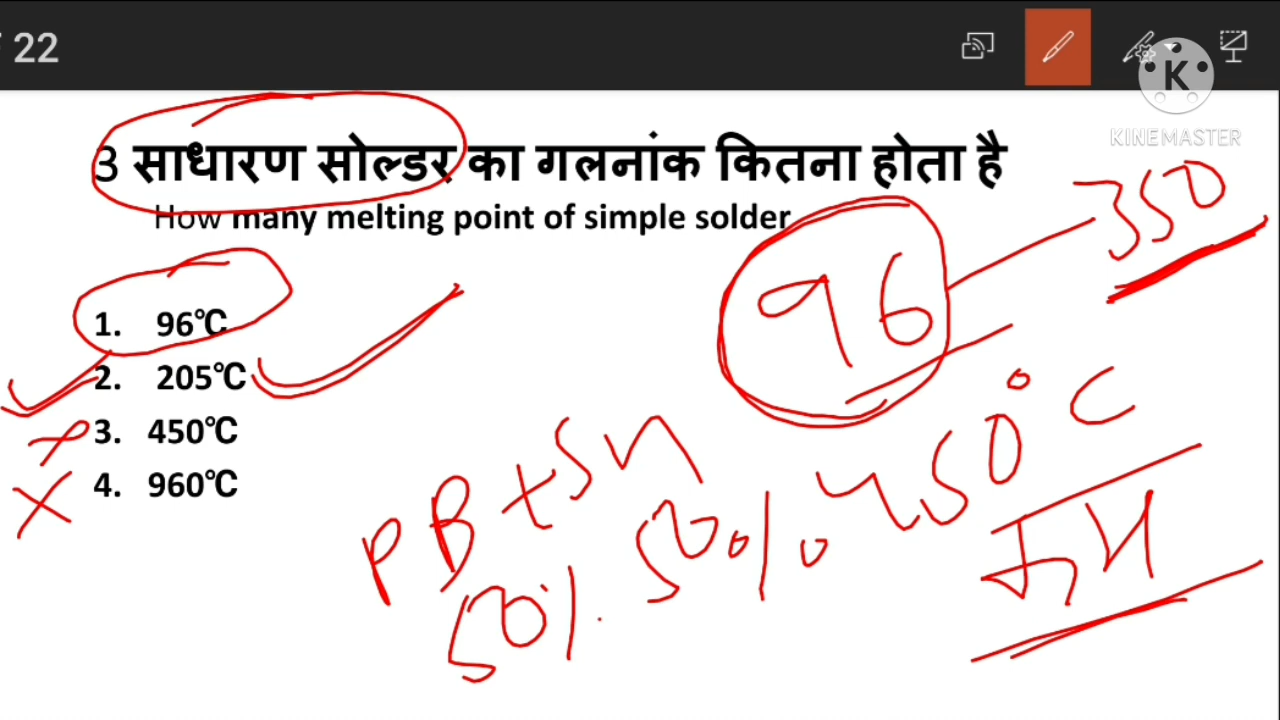 22
KINEMASTER
3 साधारण सोल्डर का गलनांक कितना होता है
How many melting point of simple solder
350
96
1. 96℃
2. 205℃
3. 450℃
4. 960℃
PB + Sn
50% 50%
450°C
कम